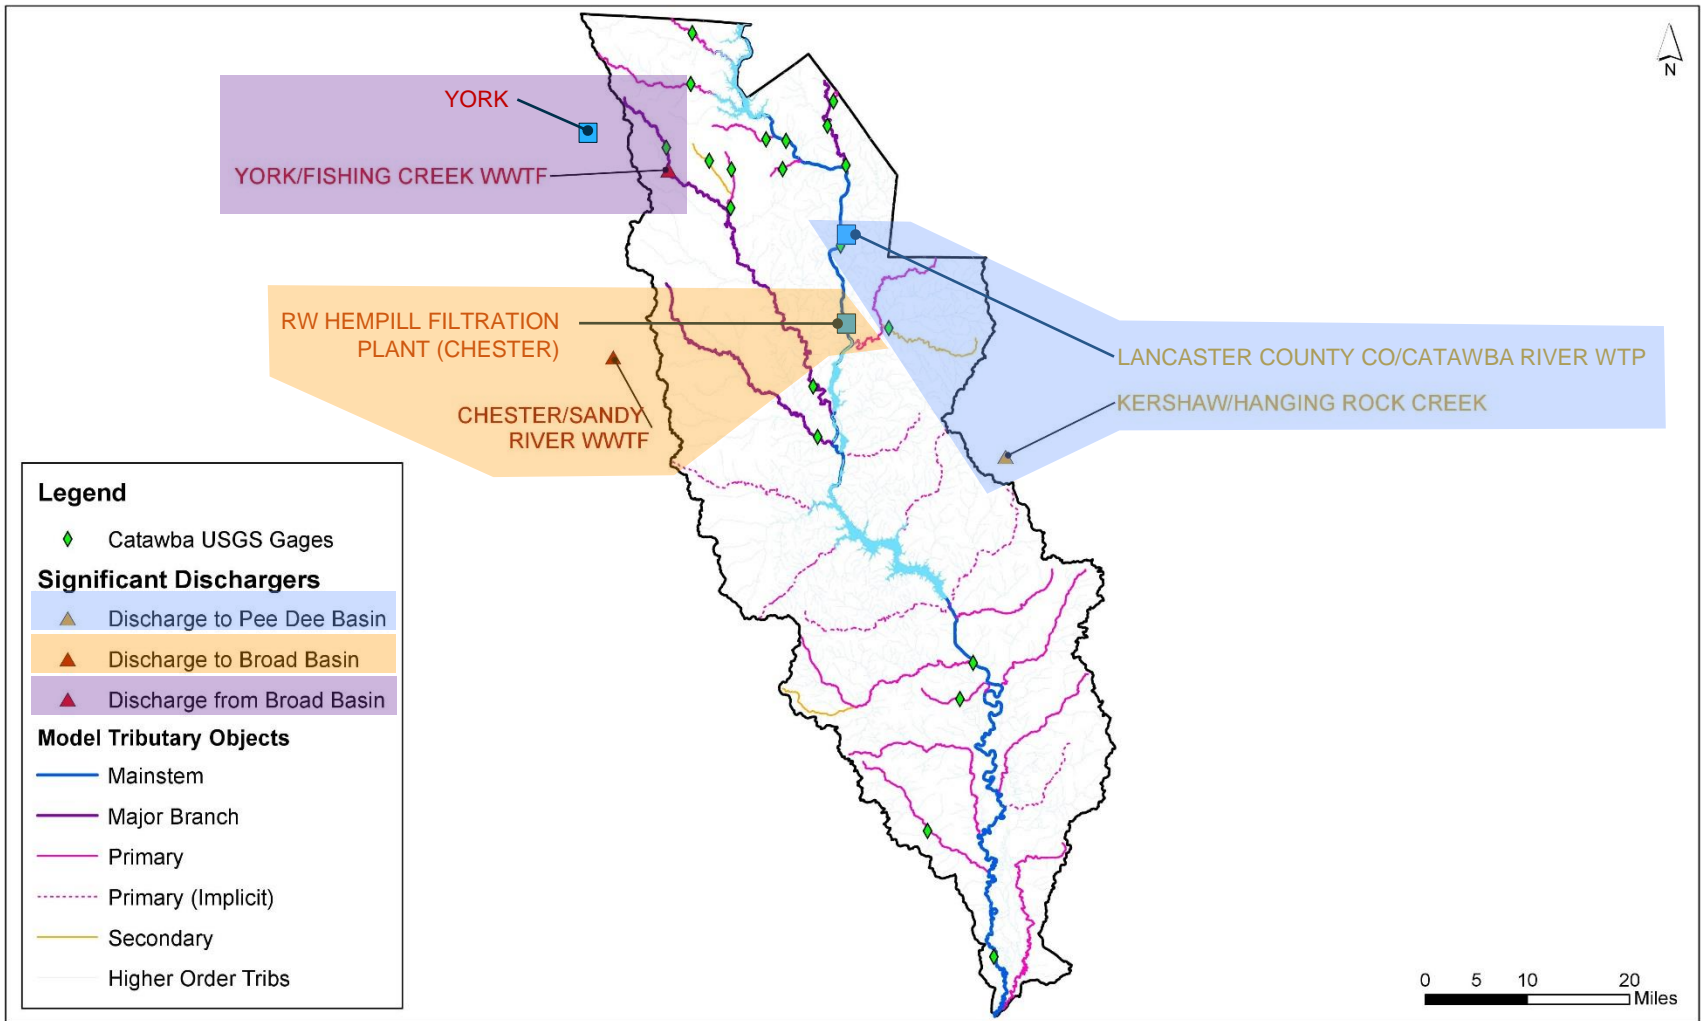 N
YORK
YORK/FISHING CREEK WWTF
RW HEMPILL FILTRATION
PLANT (CHESTER)
LANCASTER COUNTY CO/CATAWBA RIVER WTP
KERSHAW/HANGING ROCK CREEK
CHESTER/SANDY
RIVER WWTF
Legend
Catawba USGS Gages
Significant Dischargers
Discharge to Pee Dee Basin
Discharge to Broad Basin
Discharge from Broad Basin
Model Tributary Objects
Mainstem
Major Branch
Primary
Primary (Implicit)
Secondary
Higher Order Tribs
0 5 10 20
Miles